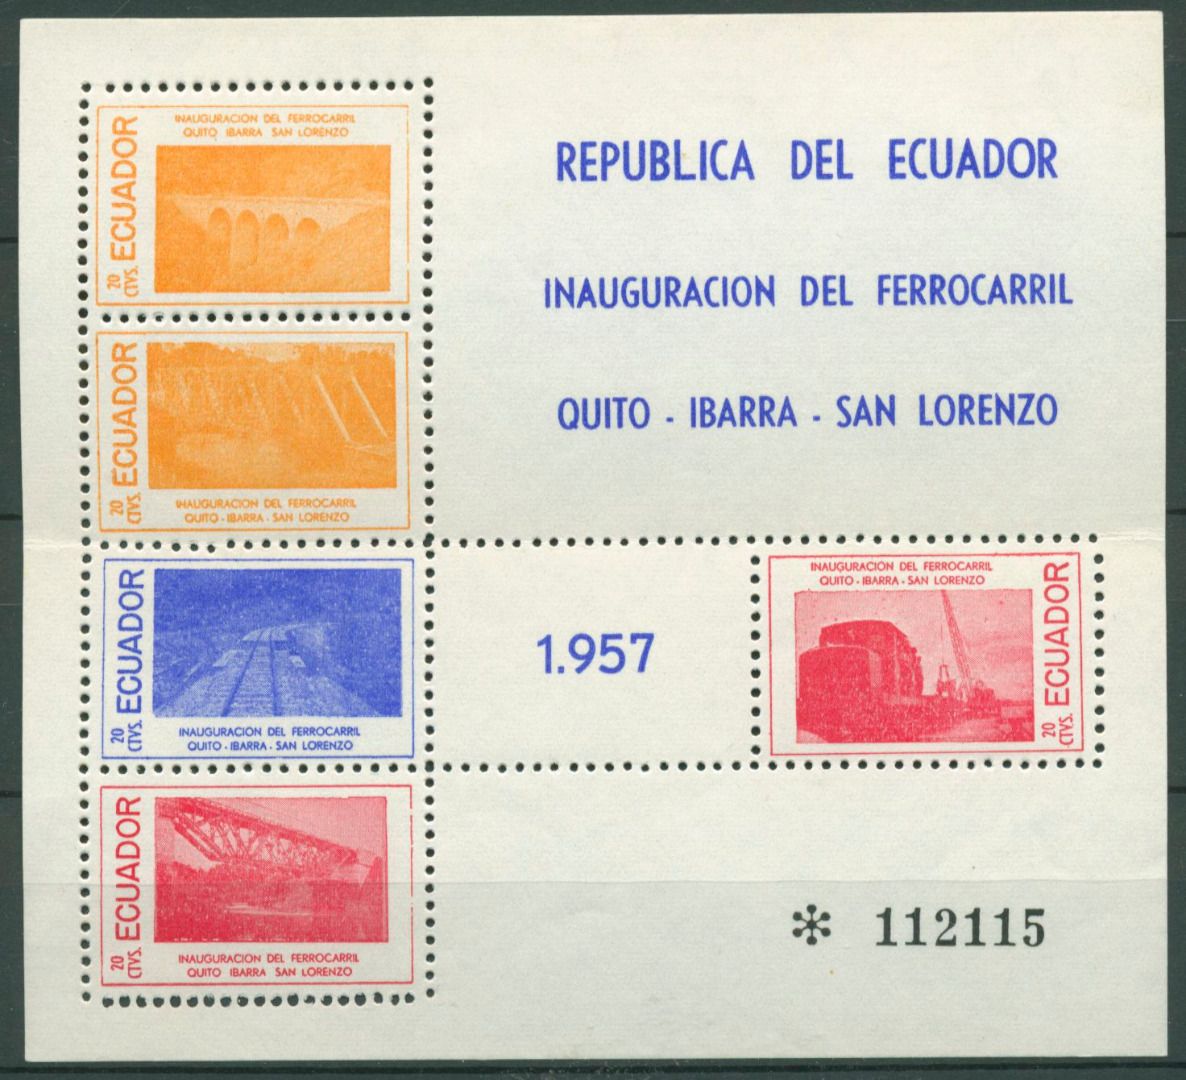 INAUGURACION DEL FERROCARRIL
QUITO IBARRA SAN LORENZO
ECUADOR
20
CTVS.
REPUBLICA DEL ECUADOR
INAUGURACION DEL FERROCARRIL
QUITO - IBARRA - SAN LORENZO
ECUADOR
20
CTVS.
INAUGURACION DEL FERROCARRIL
QUITO - IBARRA - SAN LORENZO
ECUADOR
20
CTVS.
INAUGURACION DEL FERROCARRIL
QUITO - IBARRA - SAN LORENZO
1.957
INAUGURACION DEL FERROCARRIL
QUITO - IBARRA - SAN LORENZO
ECUADOR
20
CTVS.
ECUADOR
20
CTVS.
INAUGURACION DEL FERROCARRIL
QUITO IBARRA SAN LORENZO
* 112115